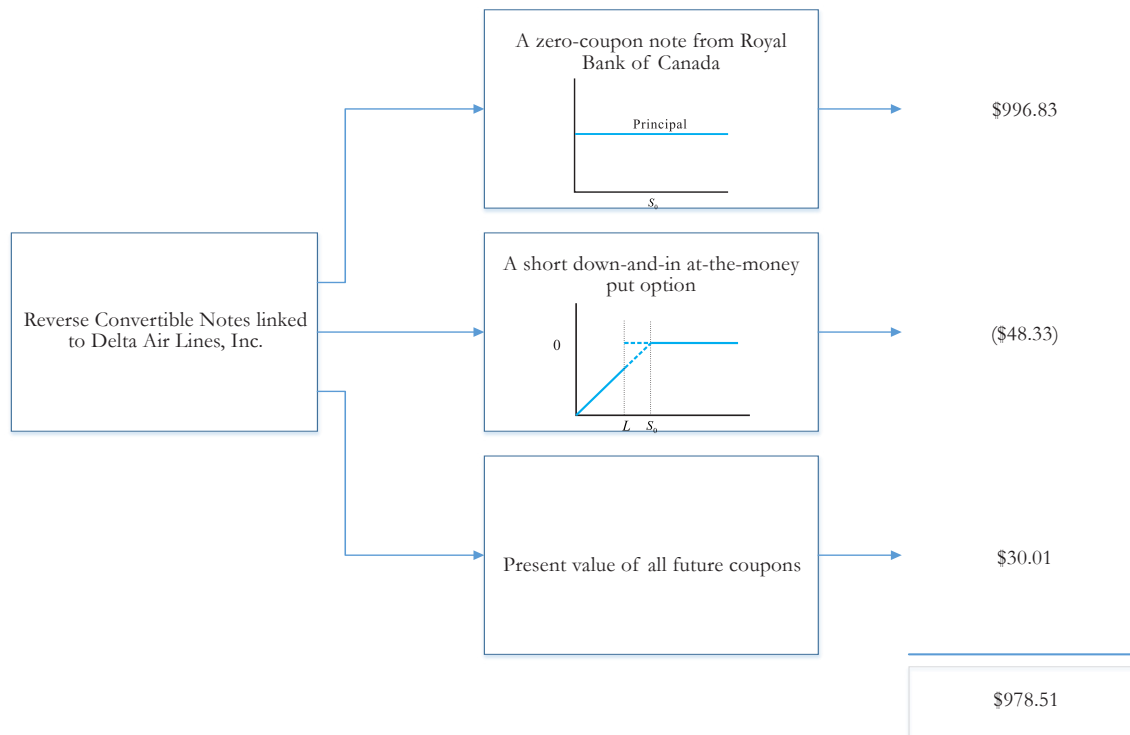 A zero-coupon note from Royal
Bank of Canada
Principal
S₀
$996.83
Reverse Convertible Notes linked
to Delta Air Lines, Inc.
A short down-and-in at-the-money
put option
0
L S₀
($48.33)
Present value of all future coupons
$30.01
$978.51